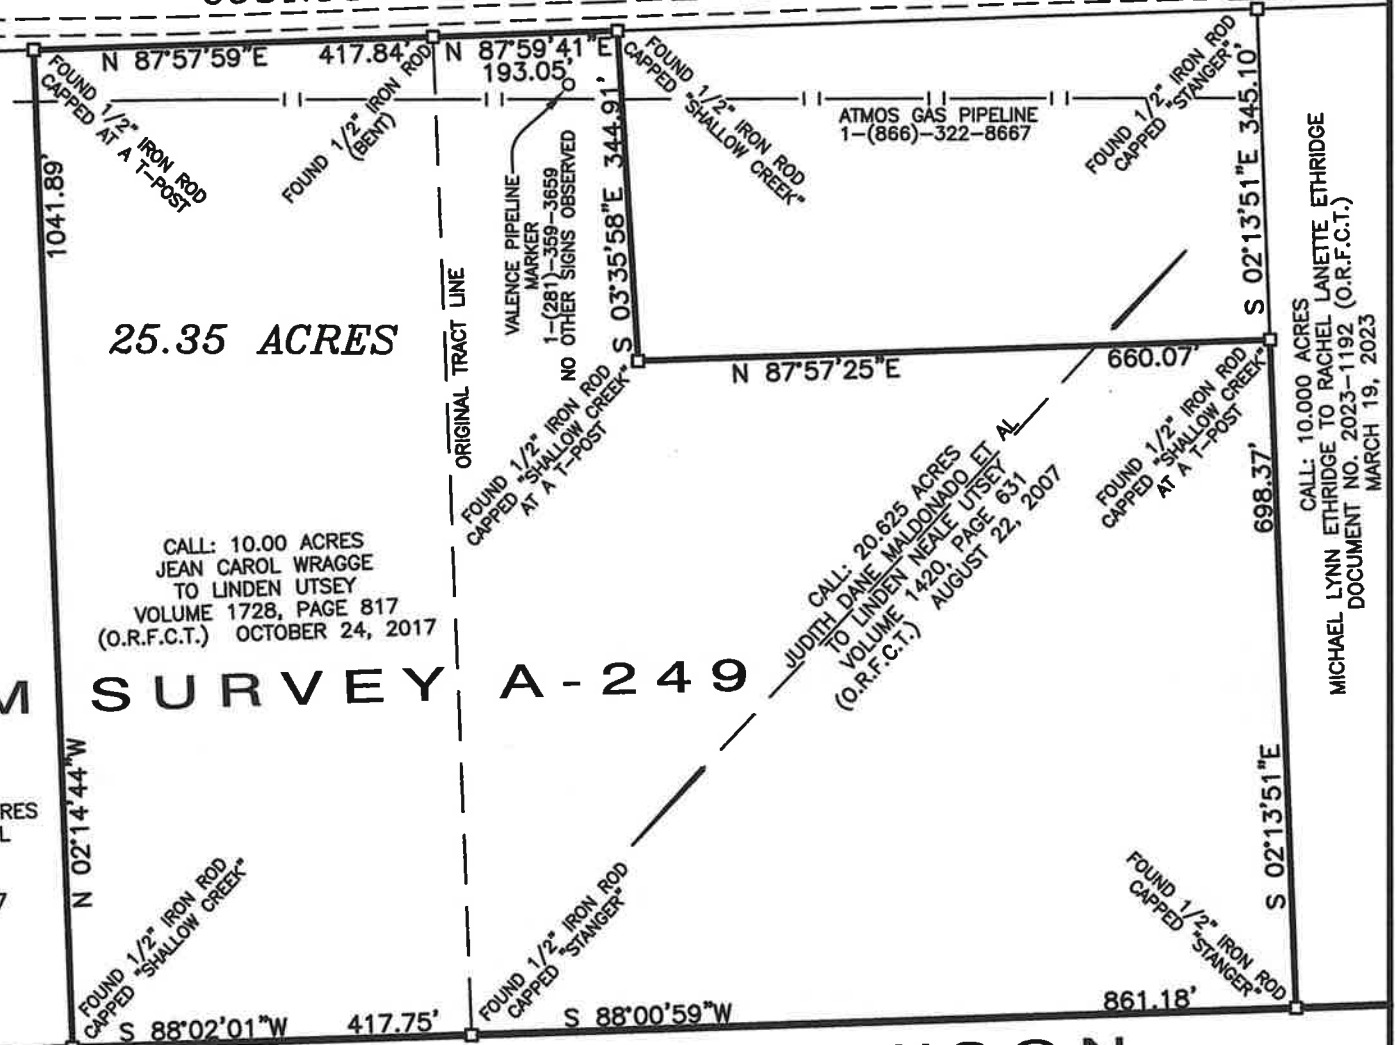 N 87°57'59"E 417.84'
N 87°59'41"E
193.05'
FOUND 1/2" IRON ROD
CAPPED AT A T-POST
FOUND 1/2" IRON ROD
(BENT)
FOUND 1/2" IRON ROD
CAPPED "SHALLOW CREEK"
ATMOS GAS PIPELINE
1-(866)-322-8667
FOUND 1/2" IRON ROD
CAPPED "STANGER"
S 02°13'51"E 345.10'
1041.89'
N 02°14'44"W
VALENCE PIPELINE
MARKER
1-(281)-359-3659
NO OTHER SIGNS OBSERVED
S 03°35'58"E 344.91'
25.35 ACRES
ORIGINAL TRACT LINE
N 87°57'25"E 660.07'
FOUND 1/2" IRON ROD
CAPPED "SHALLOW CREEK"
AT A T-POST
FOUND 1/2" IRON ROD
CAPPED "SHALLOW CREEK"
AT A T-POST
CALL: 10.000 ACRES
MICHAEL LYNN ETHRIDGE TO RACHEL LANETTE ETHRIDGE
DOCUMENT NO. 2023-1192 (O.R.F.C.T.)
MARCH 19, 2023
CALL: 10.00 ACRES
JEAN CAROL WRAGGE
TO LINDEN UTSEY
VOLUME 1728, PAGE 817
(O.R.F.C.T.) OCTOBER 24, 2017
CALL: 20.625 ACRES
JUDITH DANE MALDONADO ET AL
TO LINDEN NEALE UTSEY
VOLUME 1420, PAGE 631
(O.R.F.C.T.) AUGUST 22, 2007
698.37'
S 02°13'51"E
M SURVEY A-249
RES
L
7
FOUND 1/2" IRON ROD
CAPPED "SHALLOW CREEK"
FOUND 1/2" IRON ROD
CAPPED "STANGER"
FOUND 1/2" IRON ROD
CAPPED "STANGER"
S 88°02'01"W 417.75'
S 88°00'59"W 861.18'